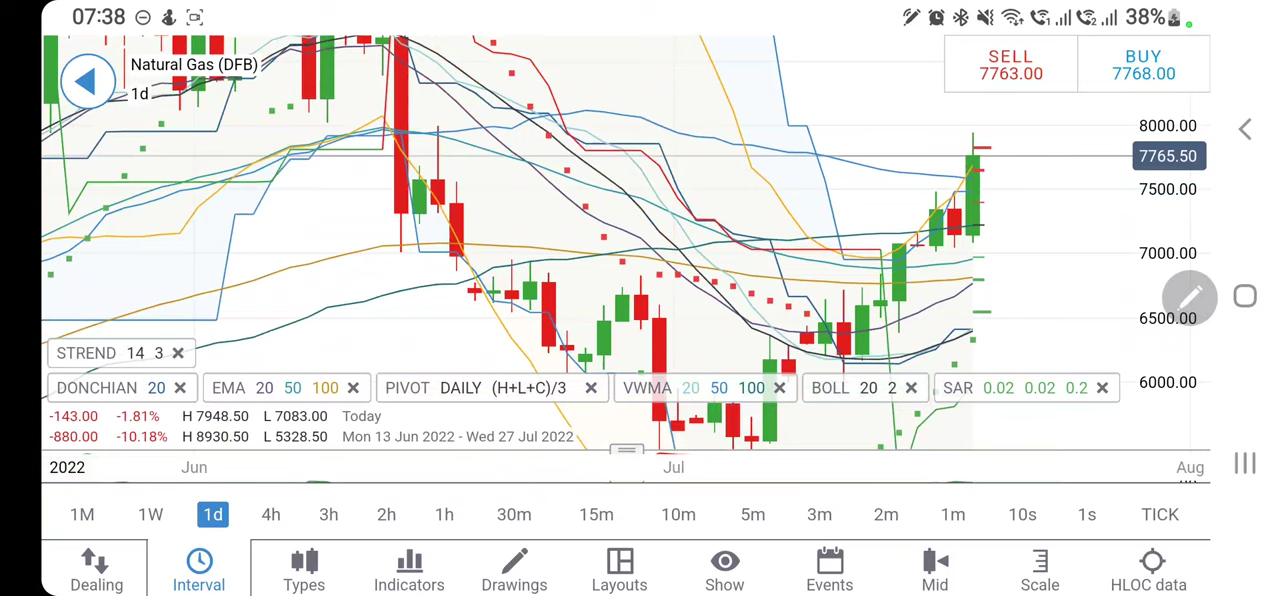 07:38 38%
Natural Gas (DFB)
1d
SELL BUY
7763.00 7768.00
8000.00
7765.50
7500.00
7000.00
6500.00
6000.00
STREND 14 3
DONCHIAN 20 EMA 20 50 100 PIVOT DAILY (H+L+C)/3 VWMA 20 50 100 BOLL 20 2 SAR 0.02 0.02 0.2
-143.00 -1.81% H 7948.50 L 7083.00 Today
-880.00 -10.18% H 8930.50 L 5328.50 Mon 13 Jun 2022 - Wed 27 Jul 2022
2022 Jun Jul Aug
1M 1W 1d 4h 3h 2h 1h 30m 15m 10m 5m 3m 2m 1m 10s 1s TICK
Dealing Interval Types Indicators Drawings Layouts Show Events Mid Scale HLOC data